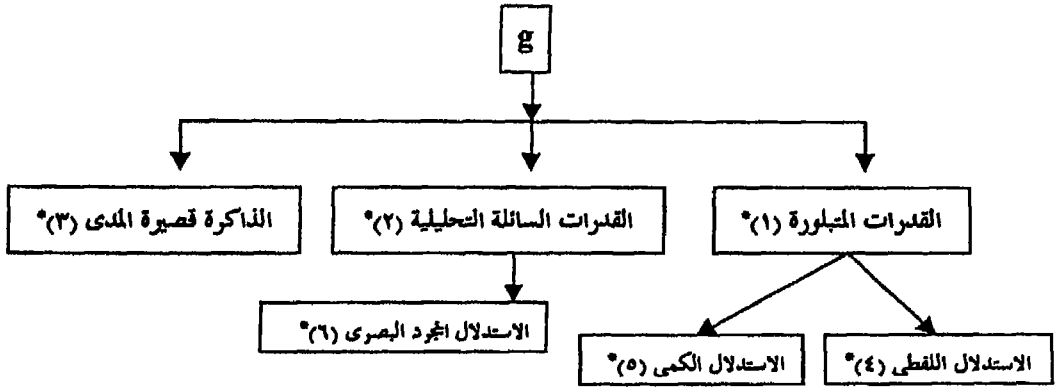 g
القدرات المتبلورة (١)*
القدرات السائلة التحليلية (٢)*
الذاكرة قصيرة المدى (٣)*
الاستدلال اللفظى (٤)*
الاستدلال الكمى (٥)*
الاستدلال المجرد البصرى (٦)*